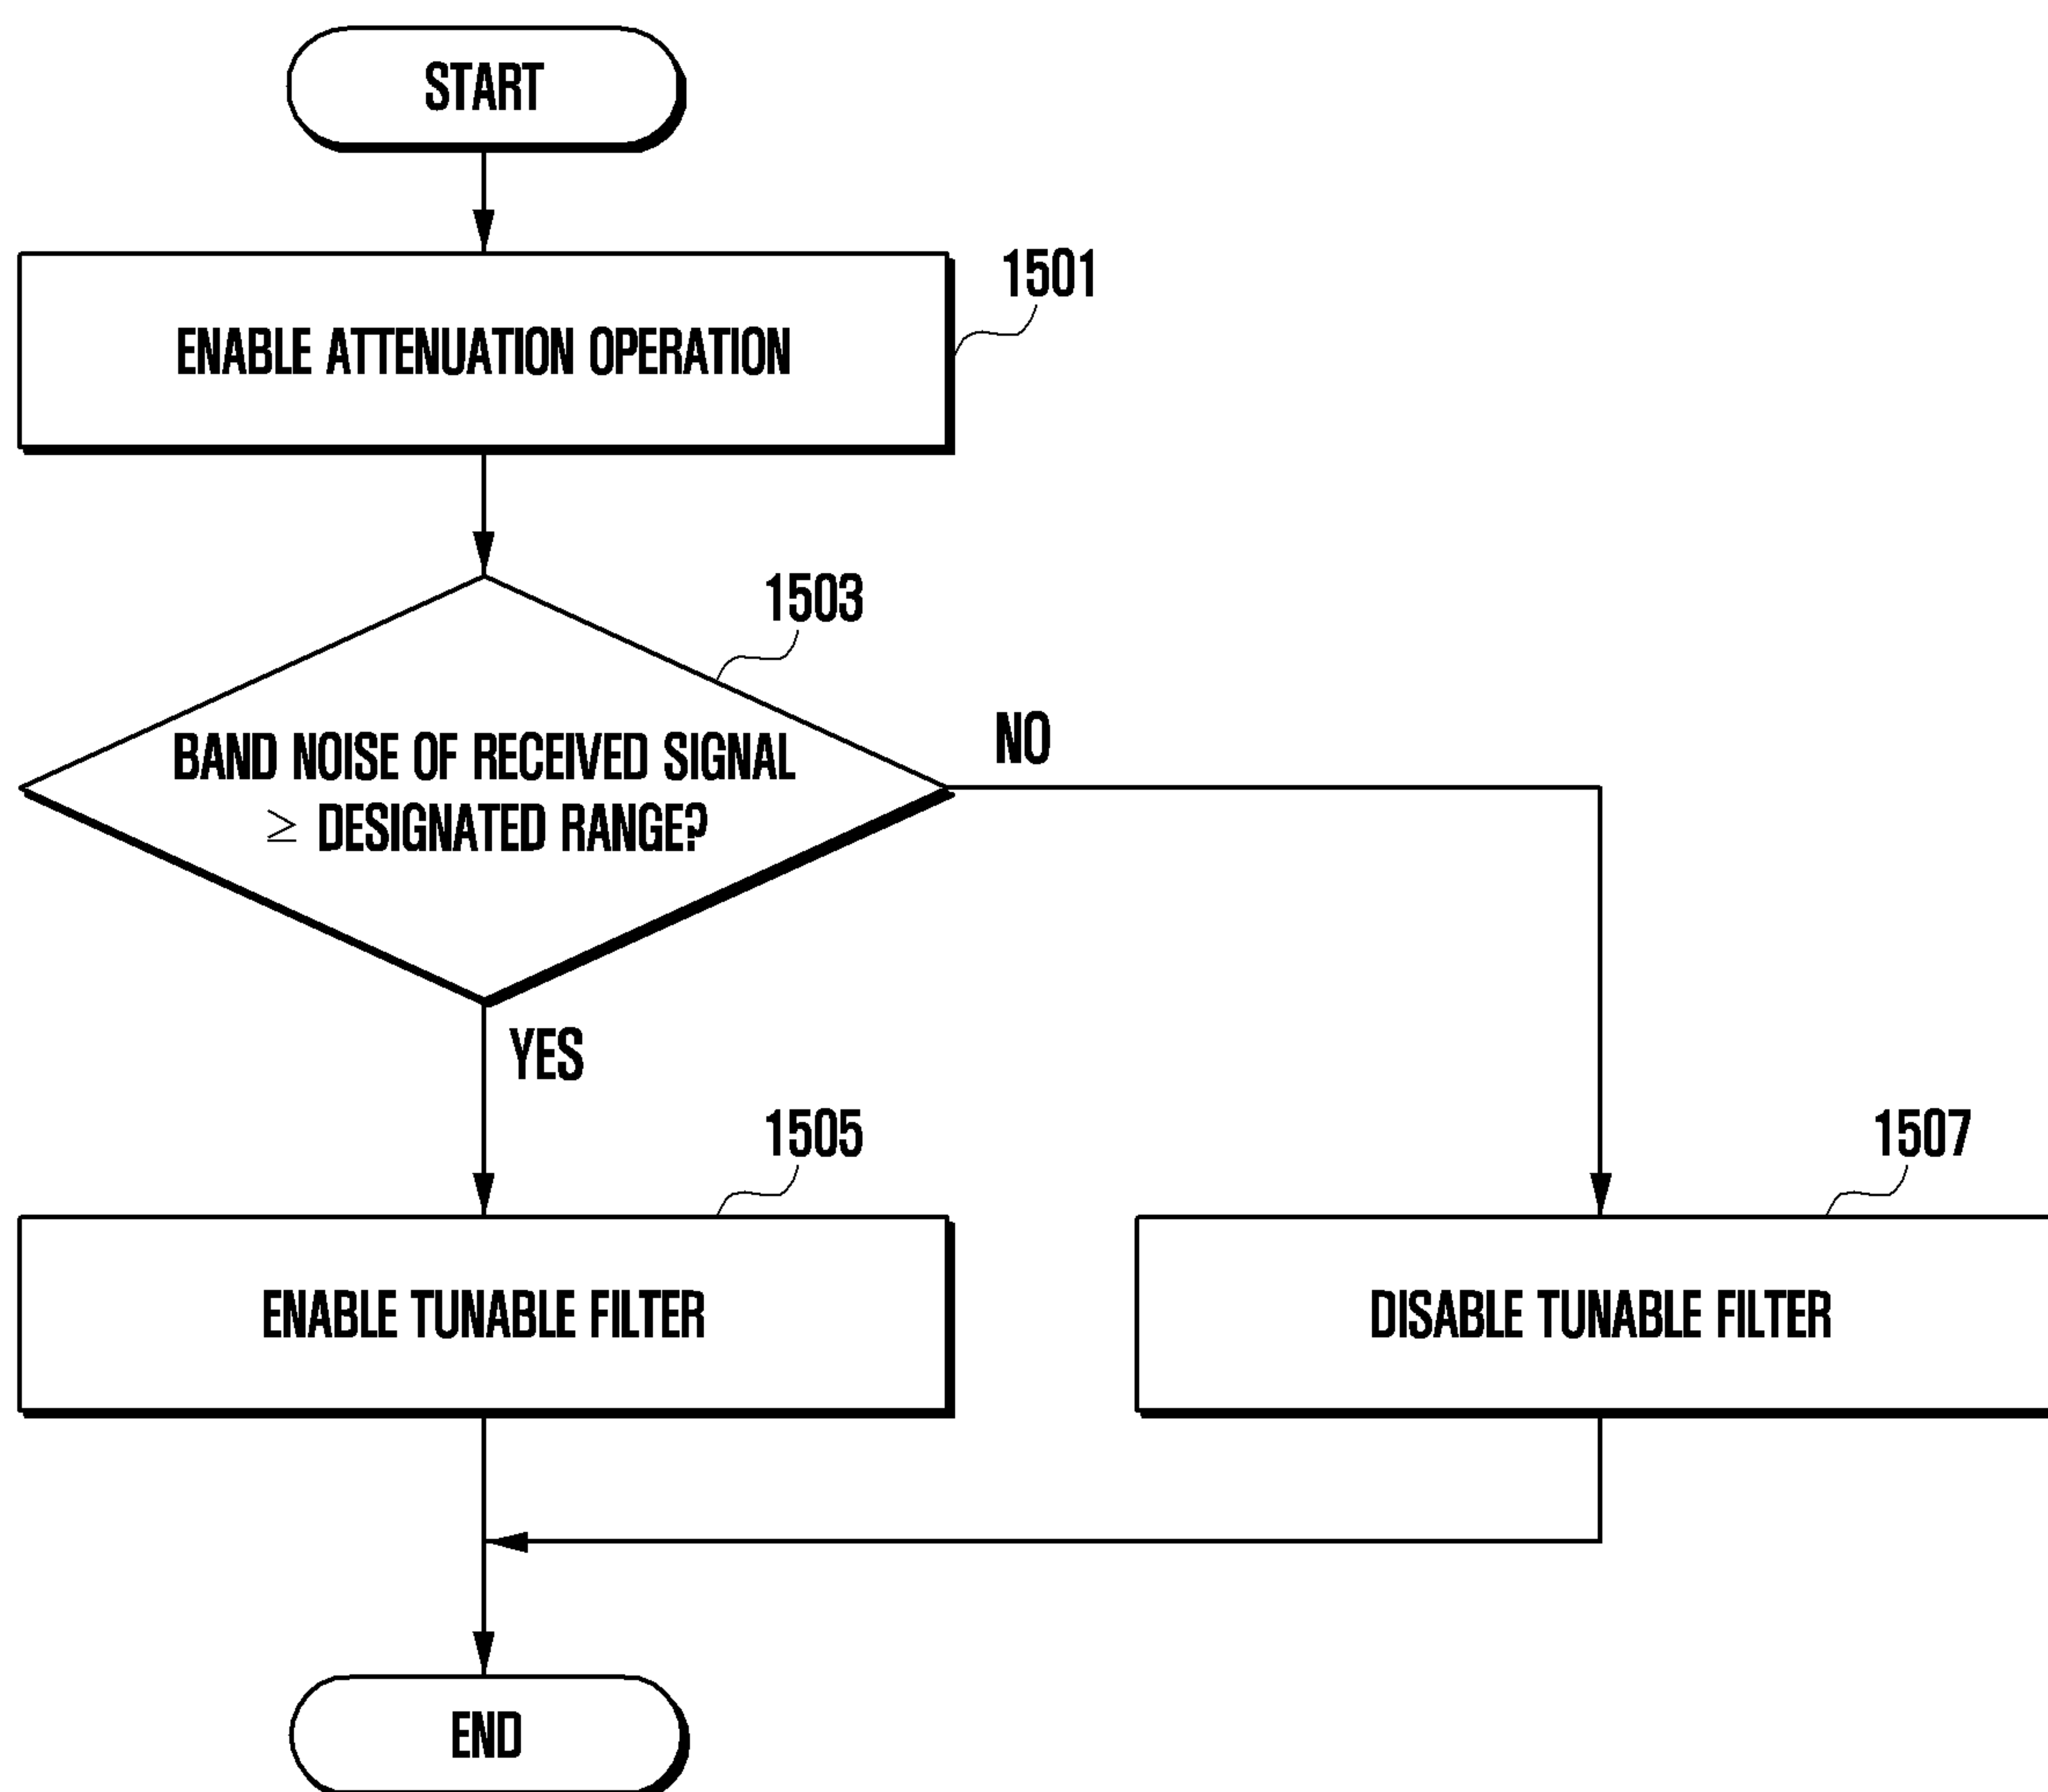 START
1501
ENABLE ATTENUATION OPERATION
1503
BAND NOISE OF RECEIVED SIGNAL
≥ DESIGNATED RANGE?
NO
YES
1505
ENABLE TUNABLE FILTER
1507
DISABLE TUNABLE FILTER
END